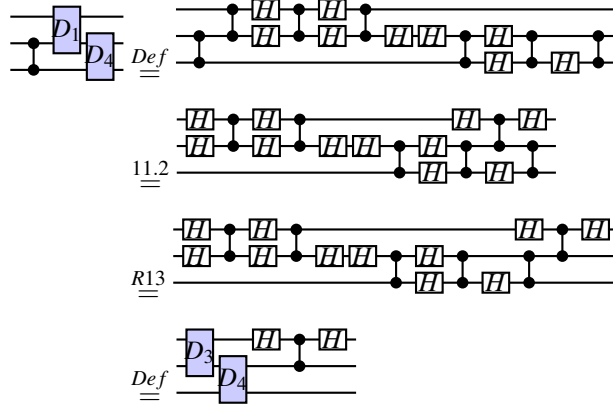 H H
D₁ H H H H H
D₄ Def = H H
H H H H
H H H H H
11.2 = H H
H H H H
H H H H H
R13 = H H
D₃ H H
Def = D₄